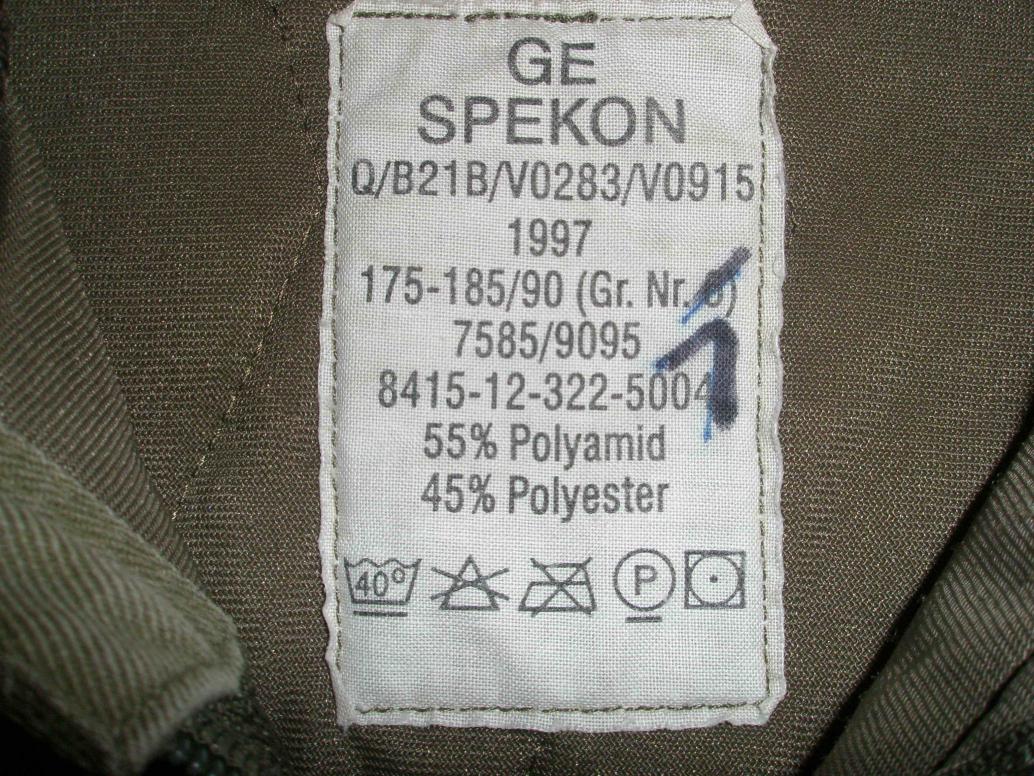 GE
SPEKON
Q/B21B/V0283/V0915
1997
175-185/90 (Gr. Nr.
7585/9095
8415-12-322-5004
55% Polyamid
45% Polyester
40° P